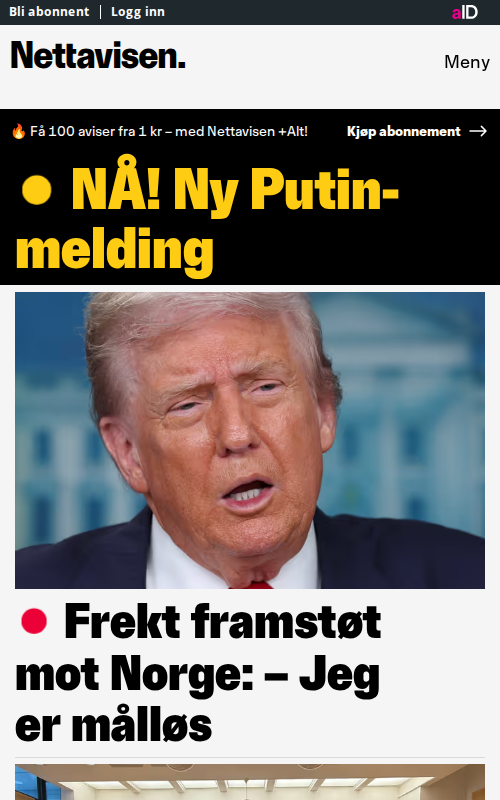 Bli abonnent | Logg inn
aID
Nettavisen.
Meny
🔥 Få 100 aviser fra 1 kr – med Nettavisen +Alt!
Kjøp abonnement →
NÅ! Ny Putin-
melding
Frekt framstøt
mot Norge: – Jeg
er målløs